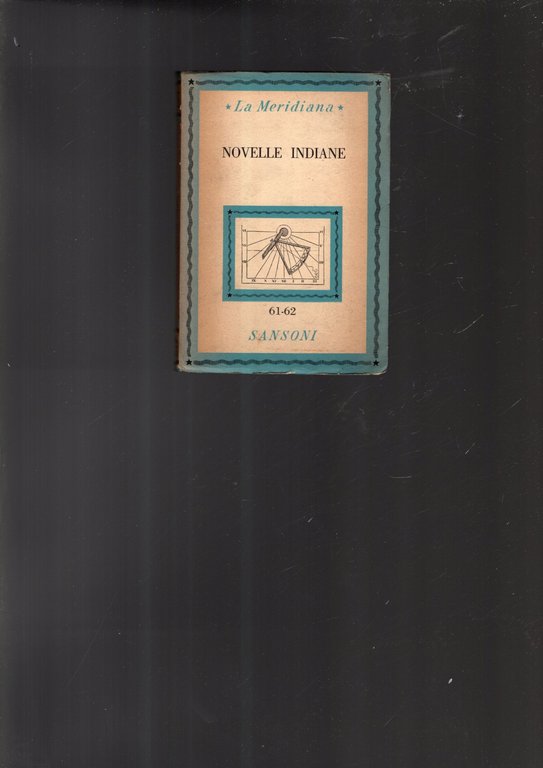 ★ La Meridiana ★
NOVELLE INDIANE
61-62
SANSONI